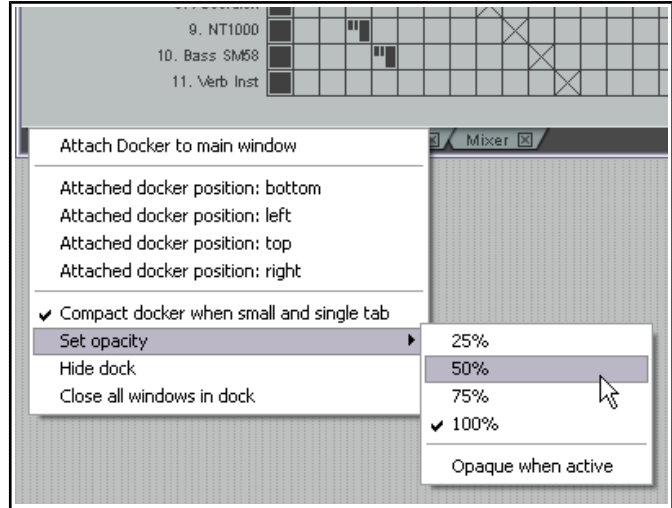 9. NT1000
10. Bass SM58
11. Verb Inst
Mixer
Attach Docker to main window
Attached docker position: bottom
Attached docker position: left
Attached docker position: top
Attached docker position: right
Compact docker when small and single tab
Set opacity
Hide dock
Close all windows in dock
25%
50%
75%
100%
Opaque when active